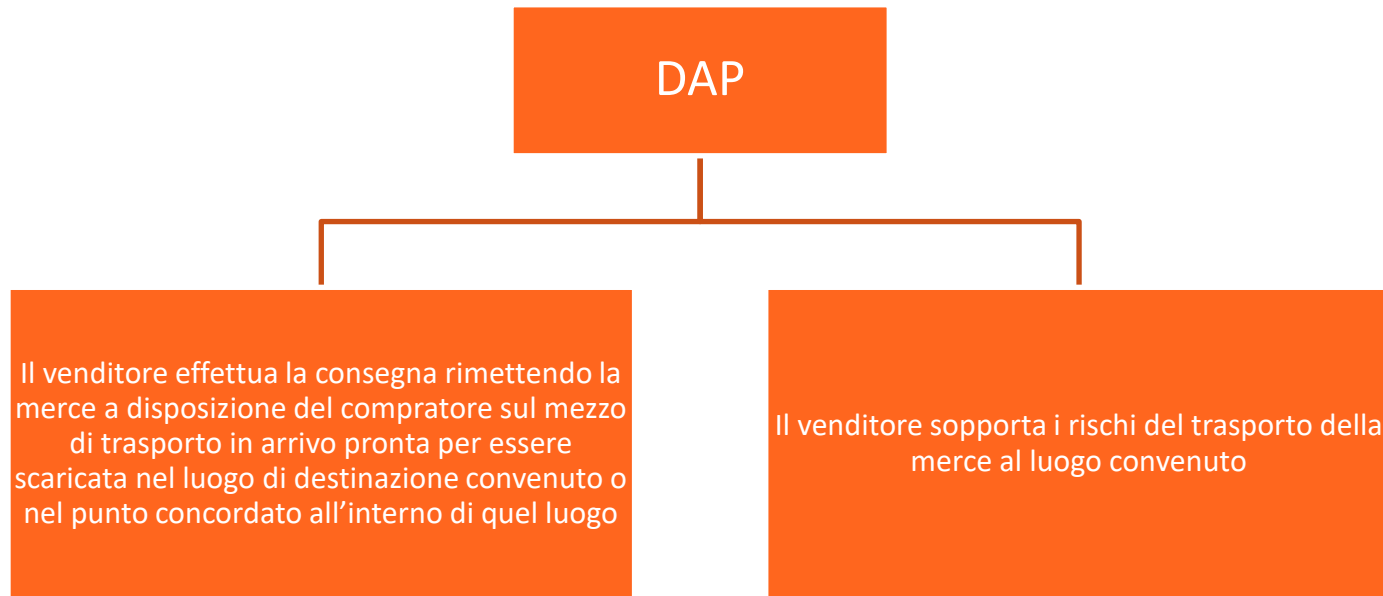 DAP
Il venditore effettua la consegna rimettendo la
merce a disposizione del compratore sul mezzo
di trasporto in arrivo pronta per essere
scaricata nel luogo di destinazione convenuto o
nel punto concordato all’interno di quel luogo
Il venditore sopporta i rischi del trasporto della
merce al luogo convenuto